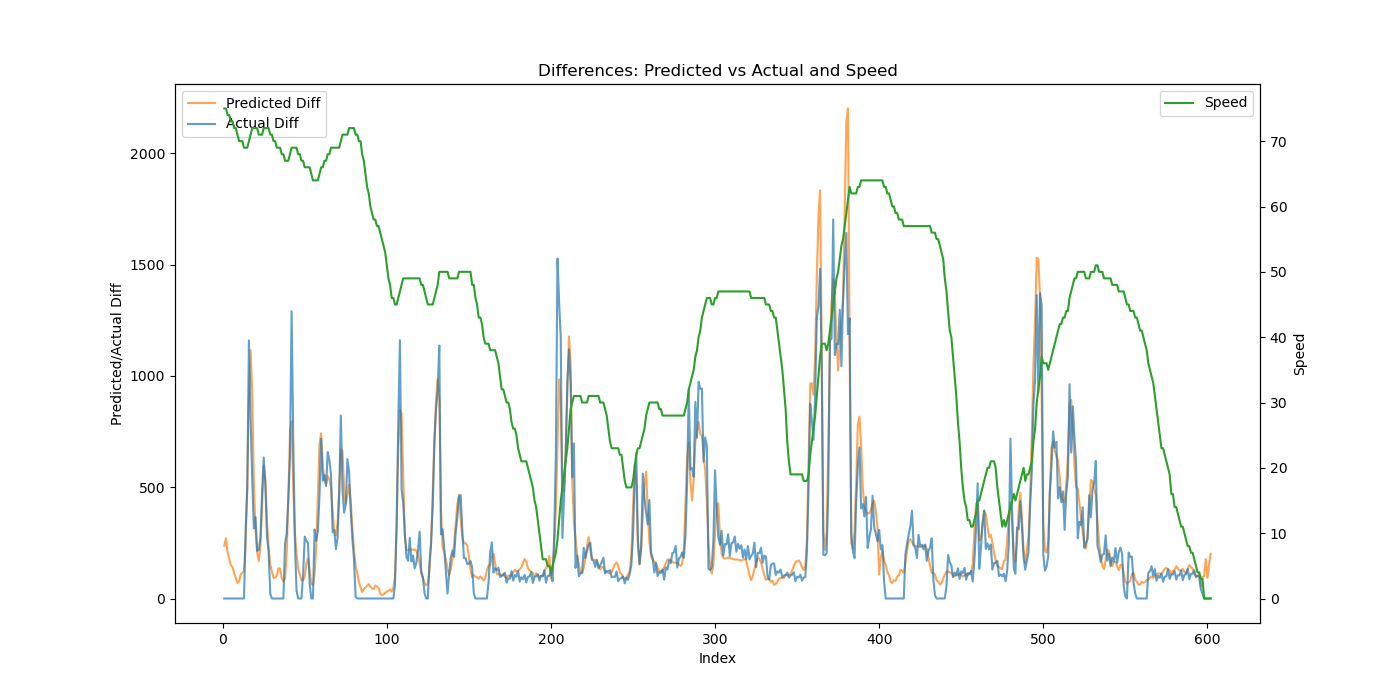 Differences: Predicted vs Actual and Speed
Predicted Diff
Actual Diff
Speed
2000
1500
1000
500
0
Predicted/Actual Diff
70
60
50
40
30
20
10
0
Speed
0 100 200 300 400 500 600
Index